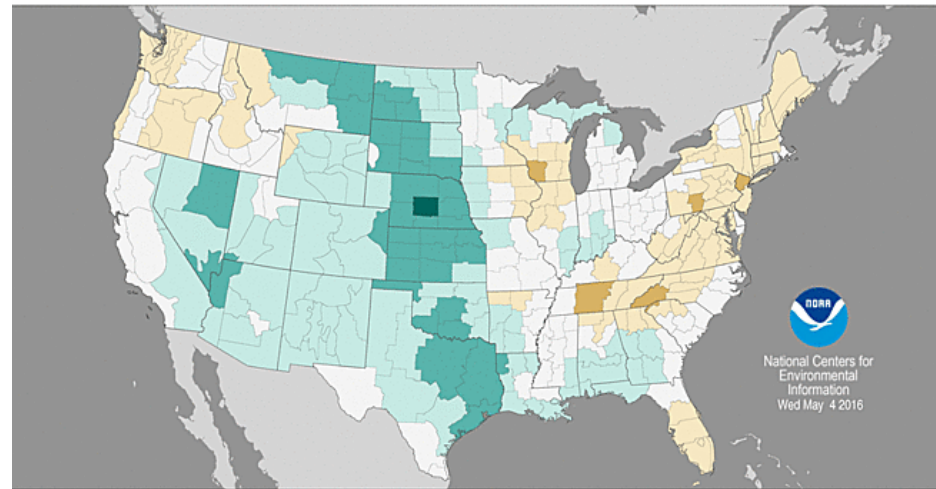 NOAA
National Centers for
Environmental
Information
Wed May 4 2016